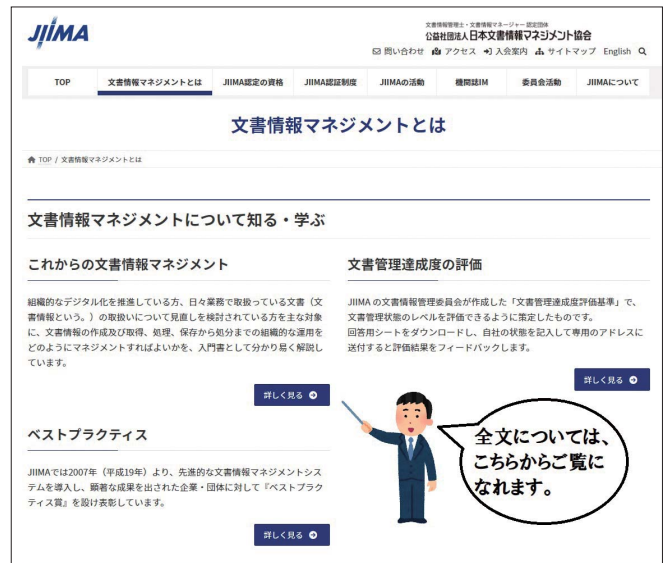 JIIMA
文書情報管理士・文書情報マネージャー 認定団体
公益社団法人日本文書情報マネジメント協会
問い合わせ アクセス 入会案内 サイトマップ English
TOP 文書情報マネジメントとは JIIMA認定の資格 JIIMA認証制度 JIIMAの活動 機関誌IM 委員会活動 JIIMAについて
文書情報マネジメントとは
TOP / 文書情報マネジメントとは
文書情報マネジメントについて知る・学ぶ
これからの文書情報マネジメント
組織的なデジタル化を推進している方、日々業務で取扱っている文書（文
書情報という。）の取扱いについて見直しを検討されている方を主な対象
に、文書情報の作成及び取得、処理、保存から処分までの組織的な運用を
どのようにマネジメントすればよいかを、入門書として分かり易く解説し
ています。
詳しく見る
文書管理達成度の評価
JIIMA の文書情報管理委員会が作成した「文書管理達成度評価基準」で、
文書管理状態のレベルを評価できるように策定したものです。
回答用シートをダウンロードし、自社の状態を記入して専用のアドレスに
送付すると評価結果をフィードバックします。
詳しく見る
ベストプラクティス
JIIMAでは2007年（平成19年）より、先進的な文書情報マネジメントシス
テムを導入し、顕著な成果を出された企業・団体に対して『ベストプラク
ティス賞』を設け表彰しています。
詳しく見る
全文については、
こちらからご覧に
なれます。